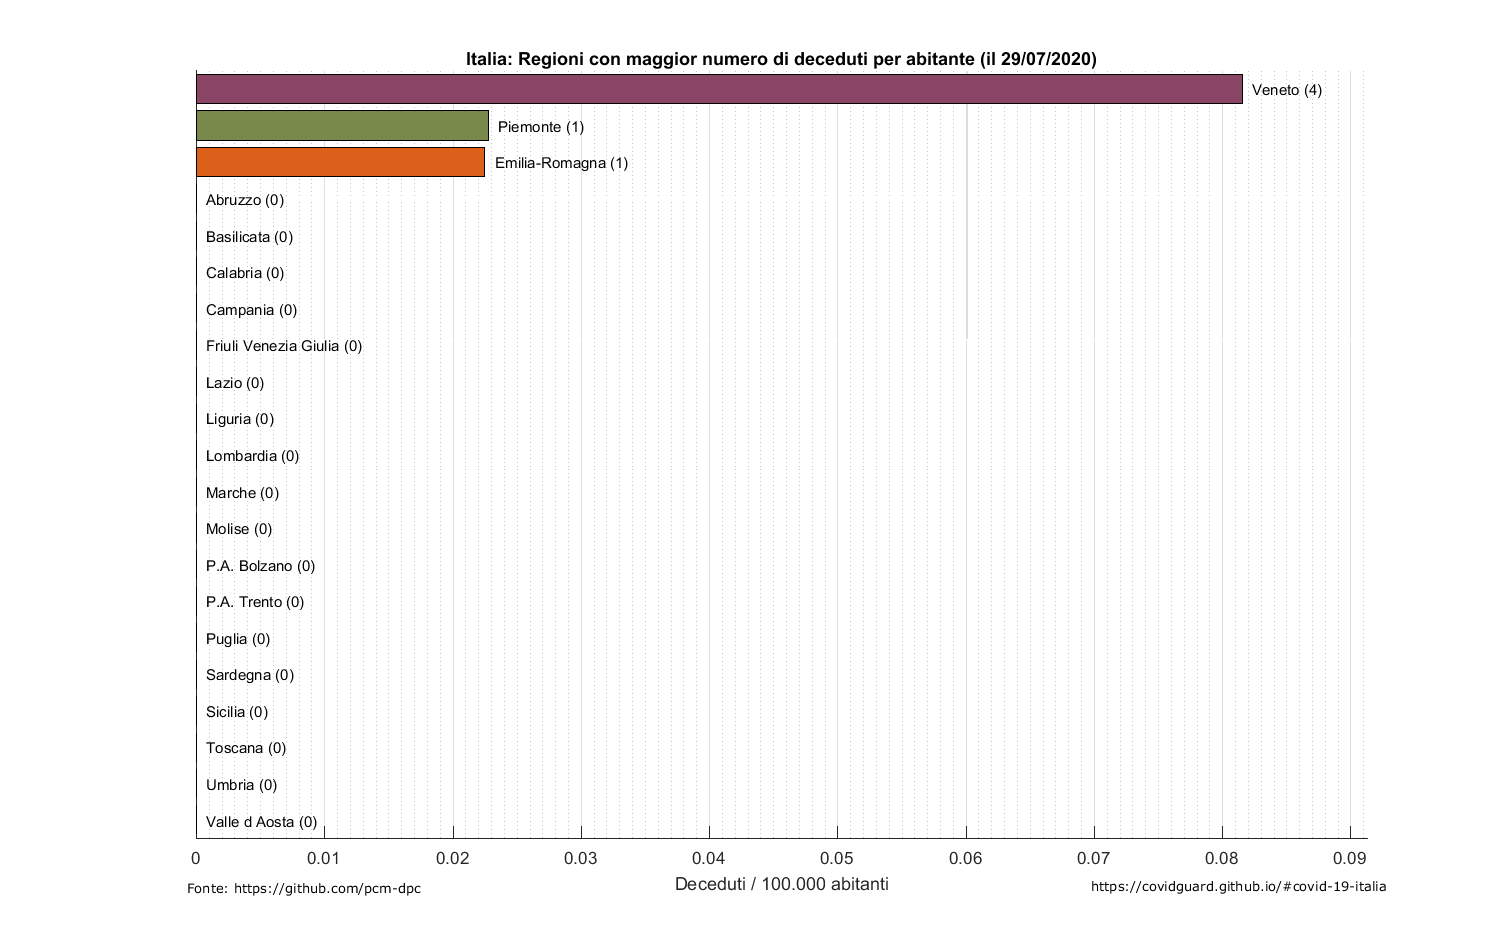 Italia: Regioni con maggior numero di deceduti per abitante (il 29/07/2020)
Veneto (4)
Piemonte (1)
Emilia-Romagna (1)
Abruzzo (0)
Basilicata (0)
Calabria (0)
Campania (0)
Friuli Venezia Giulia (0)
Lazio (0)
Liguria (0)
Lombardia (0)
Marche (0)
Molise (0)
P.A. Bolzano (0)
P.A. Trento (0)
Puglia (0)
Sardegna (0)
Sicilia (0)
Toscana (0)
Umbria (0)
Valle d Aosta (0)
0 0.01 0.02 0.03 0.04 0.05 0.06 0.07 0.08 0.09
Deceduti / 100.000 abitanti
Fonte: https://github.com/pcm-dpc
https://covidguard.github.io/#covid-19-italia